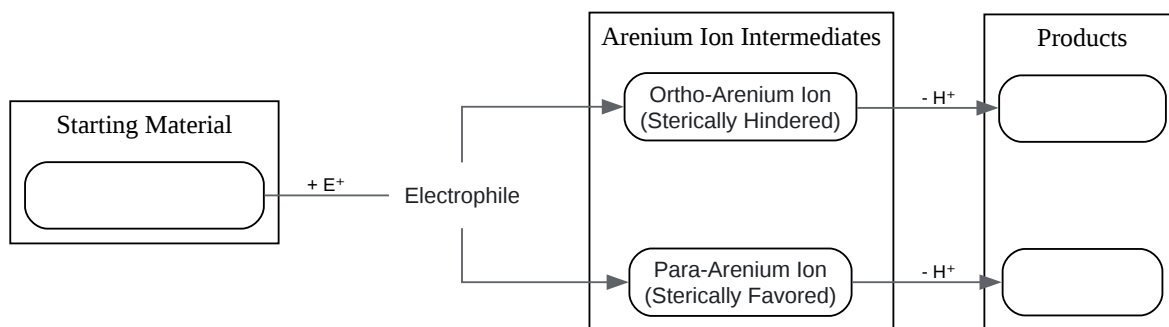 Starting Material
+ E⁺
Electrophile
Arenium Ion Intermediates
Ortho-Arenium Ion
(Sterically Hindered)
- H⁺
Para-Arenium Ion
(Sterically Favored)
- H⁺
Products